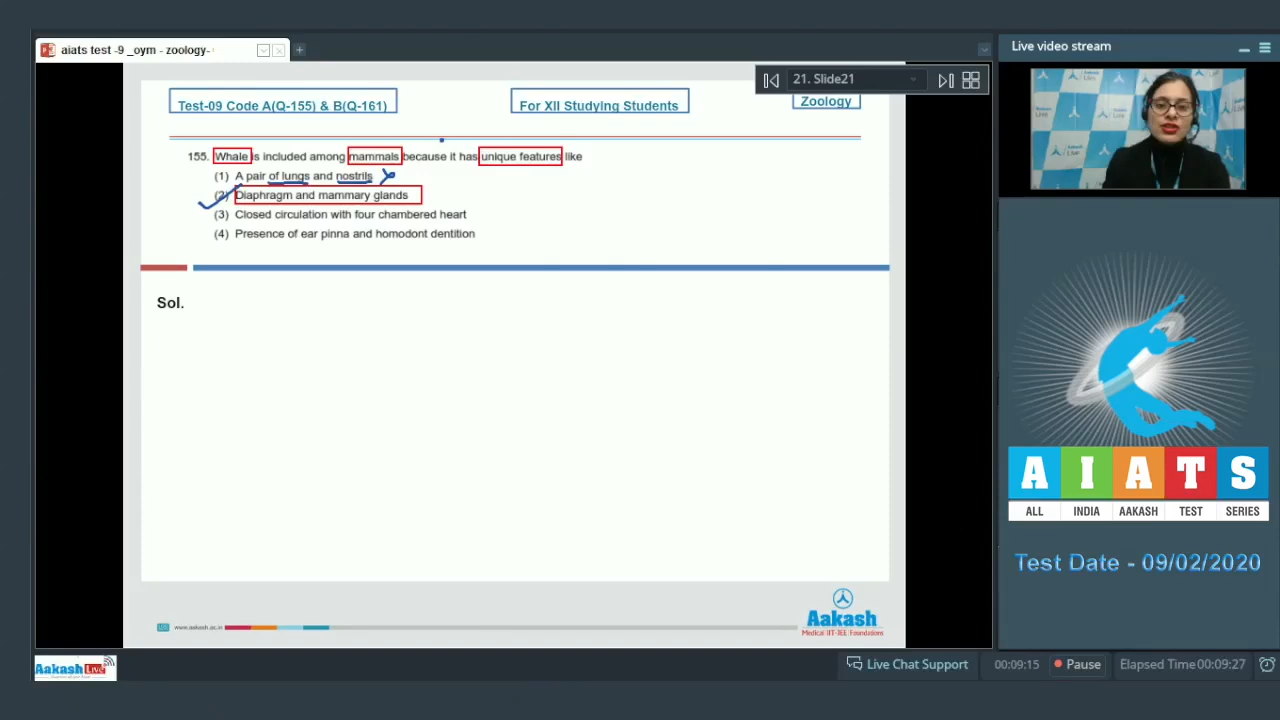 aiats test -9 _oym - zoology-
Live video stream
21. Slide21
Test-09 Code A(Q-155) & B(Q-161)
For XII Studying Students
Zoology
155. Whale is included among mammals because it has unique features like
(1) A pair of lungs and nostrils
(2) Diaphragm and mammary glands
(3) Closed circulation with four chambered heart
(4) Presence of ear pinna and homodont dentition
Sol.
A I A T S
ALL INDIA AAKASH TEST SERIES
Test Date - 09/02/2020
www.aakash.ac.in
Aakash
Medical | IIT-JEE | Foundations
Aakash Live
Live Chat Support
00:09:15
Pause
Elapsed Time 00:09:27